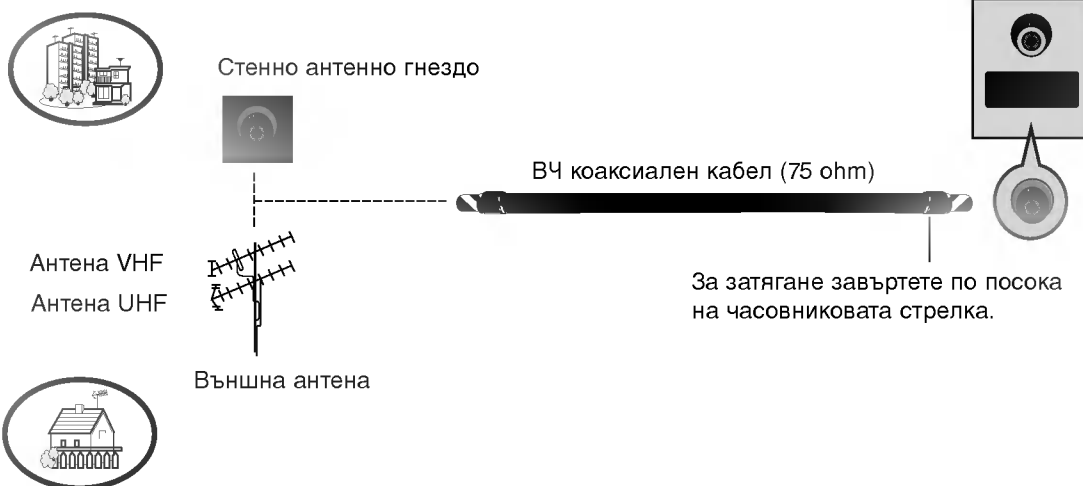 Стенно антенно гнездо
ВЧ коаксиален кабел (75 ohm)
Антена VHF
Антена UHF
За затягане завъртете по посока
на часовниковата стрелка.
Външна антена